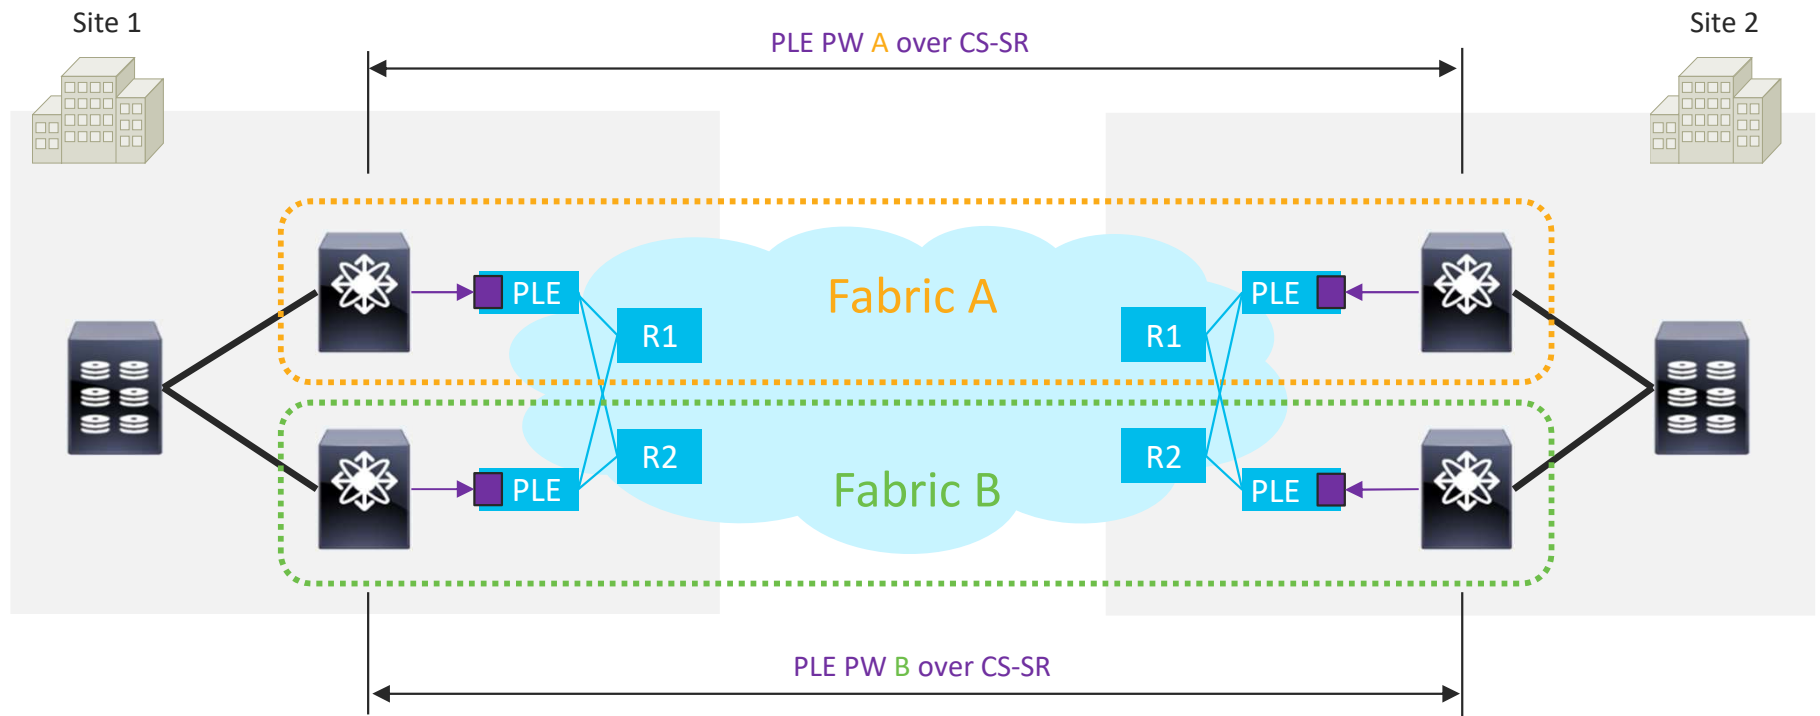 Site 1
Site 2
PLE PW A over CS-SR
PLE
Fabric A
PLE
R1
R1
R2
R2
PLE
Fabric B
PLE
PLE PW B over CS-SR